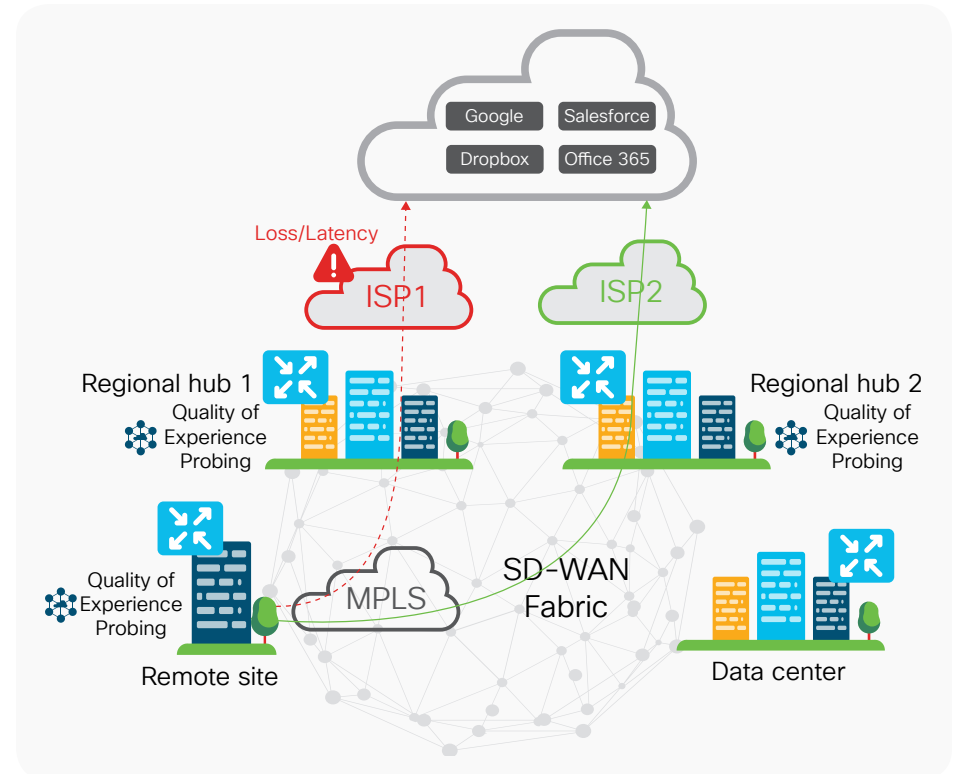 Google
Salesforce
Dropbox
Office 365
Loss/Latency
!
ISP1
ISP2
Regional hub 1
Quality of
Experience
Probing
Regional hub 2
Quality of
Experience
Probing
Quality of
Experience
Probing
MPLS
SD-WAN
Fabric
Remote site
Data center